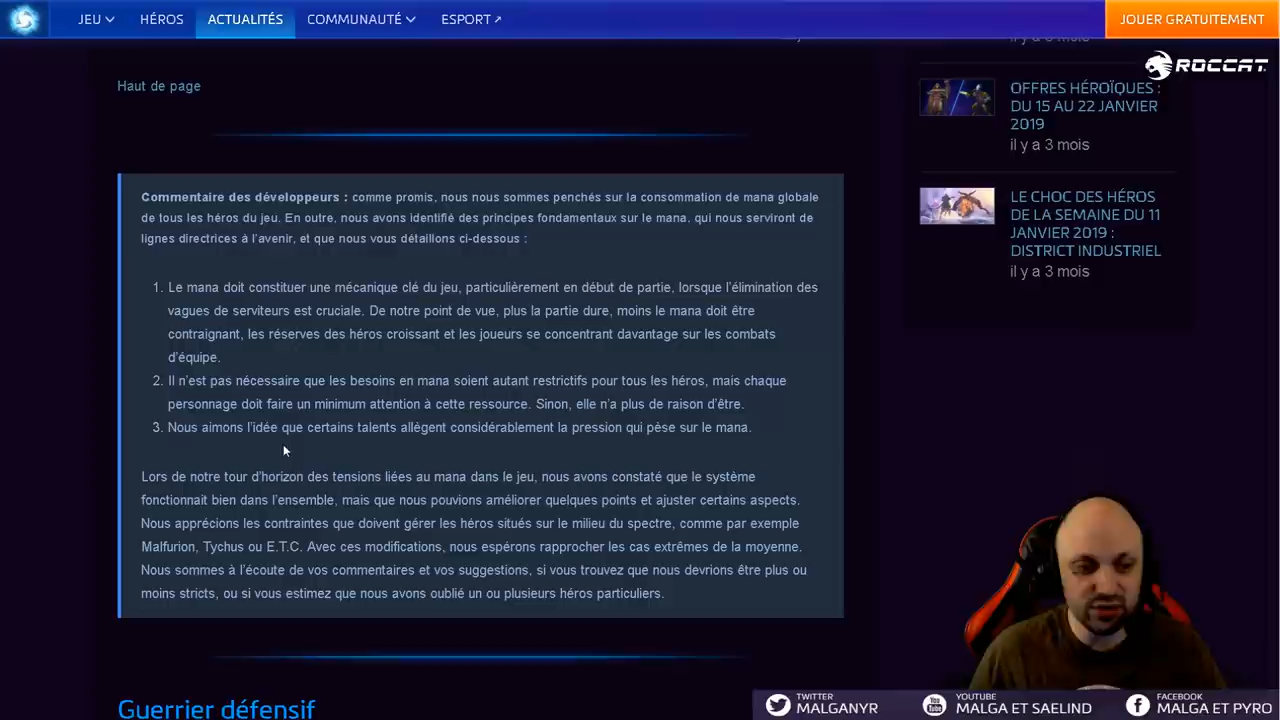 JEU HÉROS ACTUALITÉS COMMUNAUTÉ ESPORT JOUER GRATUITEMENT
il y a 3 mois
ROCCAT
Haut de page
OFFRES HÉROÏQUES :
DU 15 AU 22 JANVIER
2019
il y a 3 mois
LE CHOC DES HÉROS
DE LA SEMAINE DU 11
JANVIER 2019 :
DISTRICT INDUSTRIEL
il y a 3 mois
Commentaire des développeurs : comme promis, nous nous sommes penchés sur la consommation de mana globale
de tous les héros du jeu. En outre, nous avons identifié des principes fondamentaux sur le mana, qui nous serviront de
lignes directrices à l'avenir, et que nous vous détaillons ci-dessous :
1. Le mana doit constituer une mécanique clé du jeu, particulièrement en début de partie, lorsque l'élimination des
vagues de serviteurs est cruciale. De notre point de vue, plus la partie dure, moins le mana doit être
contraignant, les réserves des héros croissant et les joueurs se concentrant davantage sur les combats
d'équipe.
2. Il n'est pas nécessaire que les besoins en mana soient autant restrictifs pour tous les héros, mais chaque
personnage doit faire un minimum attention à cette ressource. Sinon, elle n'a plus de raison d'être.
3. Nous aimons l'idée que certains talents allègent considérablement la pression qui pèse sur le mana.
Lors de notre tour d'horizon des tensions liées au mana dans le jeu, nous avons constaté que le système
fonctionnait bien dans l'ensemble, mais que nous pouvions améliorer quelques points et ajuster certains aspects.
Nous apprécions les contraintes que doivent gérer les héros situés sur le milieu du spectre, comme par exemple
Malfurion, Tychus ou E.T.C. Avec ces modifications, nous espérons rapprocher les cas extrêmes de la moyenne.
Nous sommes à l'écoute de vos commentaires et vos suggestions, si vous trouvez que nous devrions être plus ou
moins stricts, ou si vous estimez que nous avons oublié un ou plusieurs héros particuliers.
Guerrier défensif
TWITTER
MALGANYR
YOUTUBE
MALGA ET SAELIND
FACEBOOK
MALGA ET PYRO